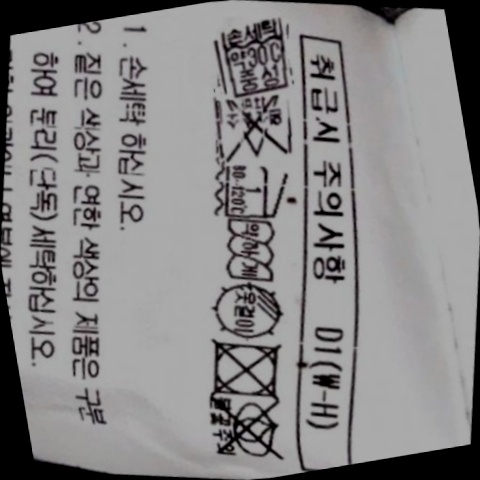 취급시 주의사항 D1(W-H)
손세탁
약30℃
중성
80~120℃
약하게
옷걸이
1. 손세탁 하십시오.
2. 짙은 색상과 연한 색상의 제품은 구분
하여 분리(단독)세탁하십시오.